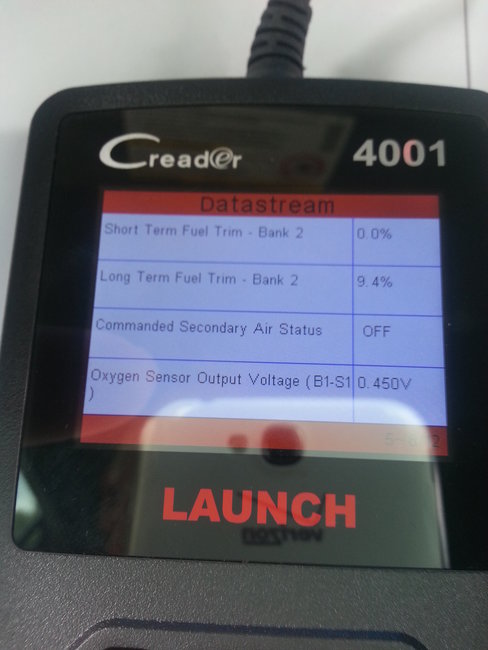 Creader 4001
Datastream
Short Term Fuel Trim - Bank 2 0.0%
Long Term Fuel Trim - Bank 2 9.4%
Commanded Secondary Air Status OFF
Oxygen Sensor Output Voltage (B1-S1 0.450V
)
LAUNCH
verizon